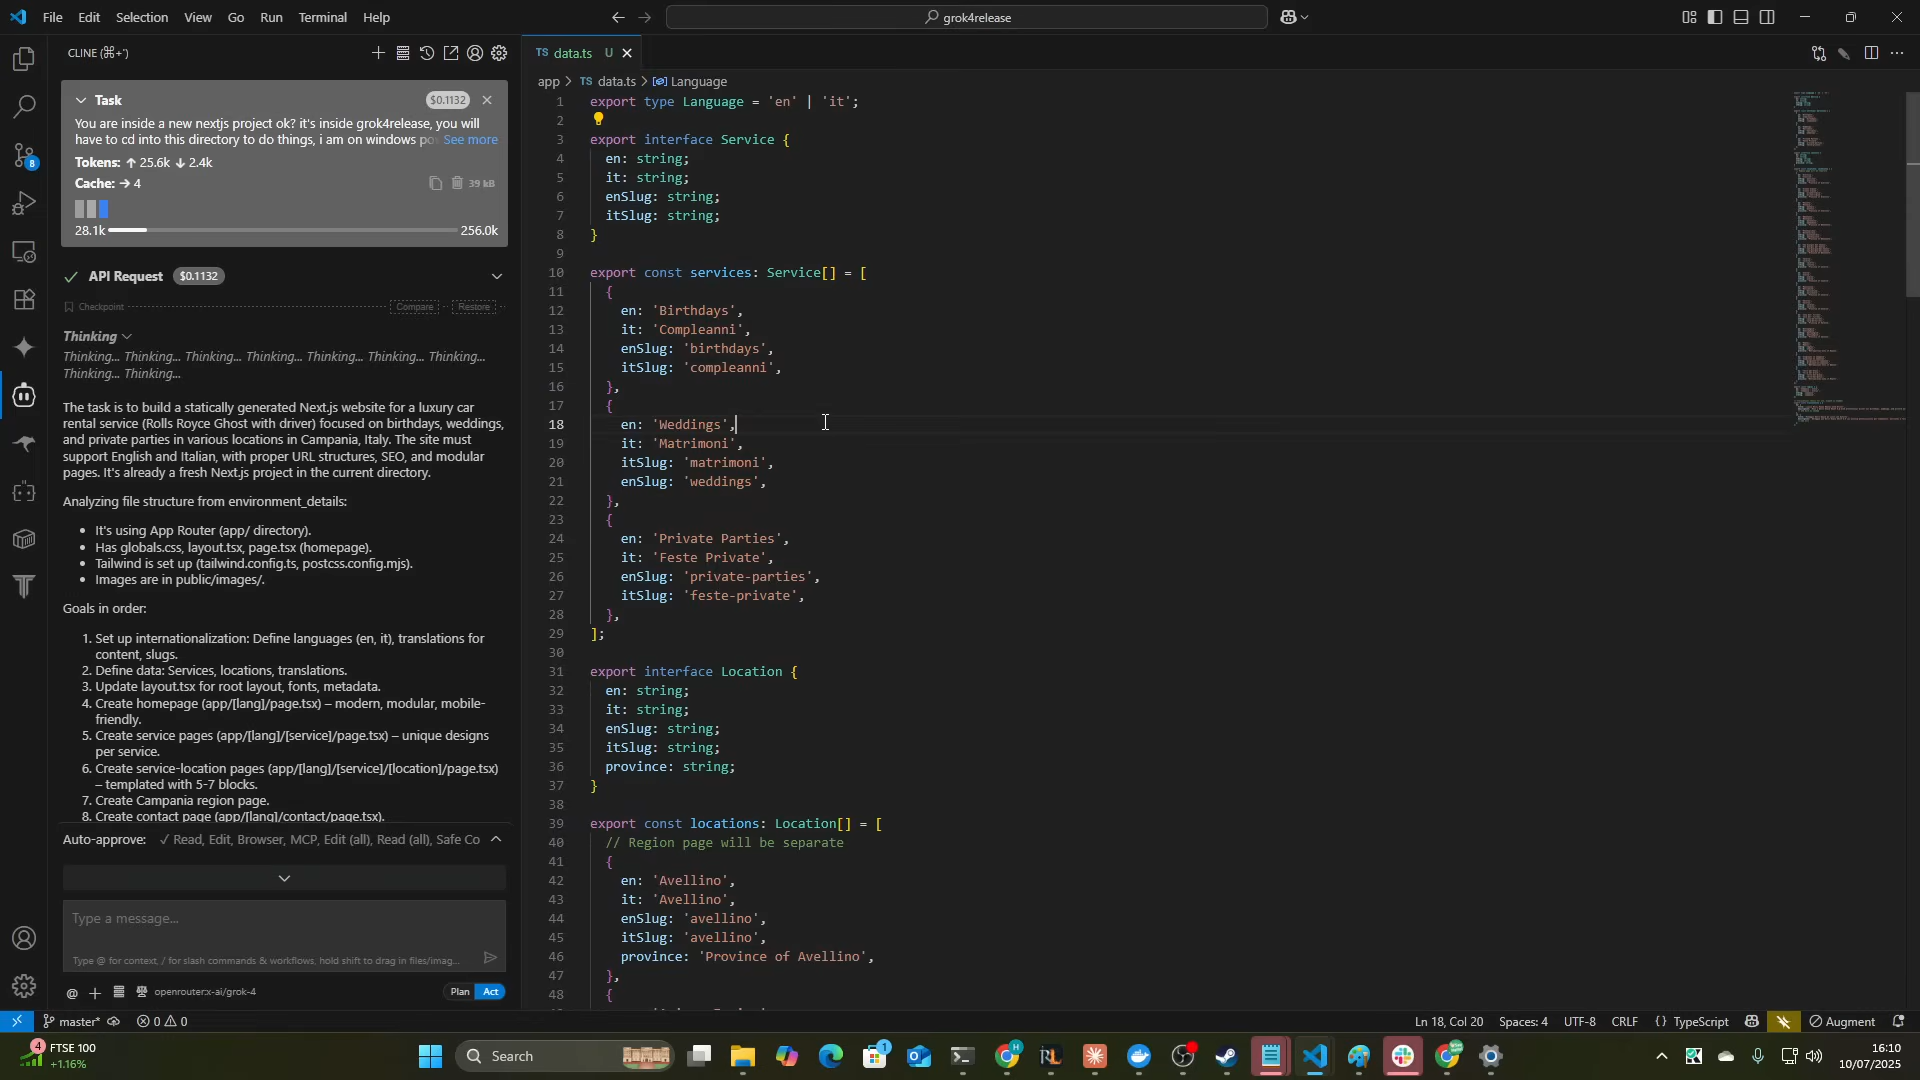 File Edit Selection View Go Run Terminal Help
grok4release
CLINE (⌘+')
Task
$0.1132
You are inside a new nextjs project ok? it's inside grok4release, you will
have to cd into this directory to do things, i am on windows
See more
Tokens: ↑ 25.6k ↓ 2.4k
Cache: → 4
39 kB
28.1k
256.0k
API Request
$0.1132
Checkpoint
Compare
Restore
Thinking
Thinking... Thinking... Thinking... Thinking... Thinking... Thinking... Thinking...
Thinking... Thinking...
The task is to build a statically generated Next.js website for a luxury car
rental service (Rolls Royce Ghost with driver) focused on birthdays, weddings,
and private parties in various locations in Campania, Italy. The site must
support English and Italian, with proper URL structures, SEO, and modular
pages. It's already a fresh Next.js project in the current directory.
Analyzing file structure from environment_details:
• It's using App Router (app/ directory).
• Has globals.css, layout.tsx, page.tsx (homepage).
• Tailwind is set up (tailwind.config.ts, postcss.config.mjs).
• Images are in public/images/.
Goals in order:
1. Set up internationalization: Define languages (en, it), translations for
content, slugs.
2. Define data: Services, locations, translations.
3. Update layout.tsx for root layout, fonts, metadata.
4. Create homepage (app/[lang]/page.tsx) – modern, modular, mobile-
friendly.
5. Create service pages (app/[lang]/[service]/page.tsx) – unique designs
per service.
6. Create service-location pages (app/[lang]/[service]/[location]/page.tsx)
– templated with 5-7 blocks.
7. Create Campania region page.
8. Create contact page (app/[lang]/contact/page.tsx).
Auto-approve: ✓ Read, Edit, Browser, MCP, Edit (all), Read (all), Safe Co
Type a message...
Type @ for context, / for slash commands & workflows, hold shift to drag in files/imag...
@ + openrouter:x-ai/grok-4
Plan Act
TS data.ts U
app > TS data.ts > Language
1 export type Language = 'en' | 'it';
2
3 export interface Service {
4 en: string;
5 it: string;
6 enSlug: string;
7 itSlug: string;
8 }
9
10 export const services: Service[] = [
11 {
12 en: 'Birthdays',
13 it: 'Compleanni',
14 enSlug: 'birthdays',
15 itSlug: 'compleanni',
16 },
17 {
18 en: 'Weddings',
19 it: 'Matrimoni',
20 itSlug: 'matrimoni',
21 enSlug: 'weddings',
22 },
23 {
24 en: 'Private Parties',
25 it: 'Feste Private',
26 enSlug: 'private-parties',
27 itSlug: 'feste-private',
28 },
29 ];
30
31 export interface Location {
32 en: string;
33 it: string;
34 enSlug: string;
35 itSlug: string;
36 province: string;
37 }
38
39 export const locations: Location[] = [
40 // Region page will be separate
41 {
42 en: 'Avellino',
43 it: 'Avellino',
44 enSlug: 'avellino',
45 itSlug: 'avellino',
46 province: 'Province of Avellino',
47 },
48 {
8
master*
0 0
Ln 18, Col 20 Spaces: 4 UTF-8 CRLF {} TypeScript Augment
4
FTSE 100
+1.16%
Search
1
16:10
10/07/2025